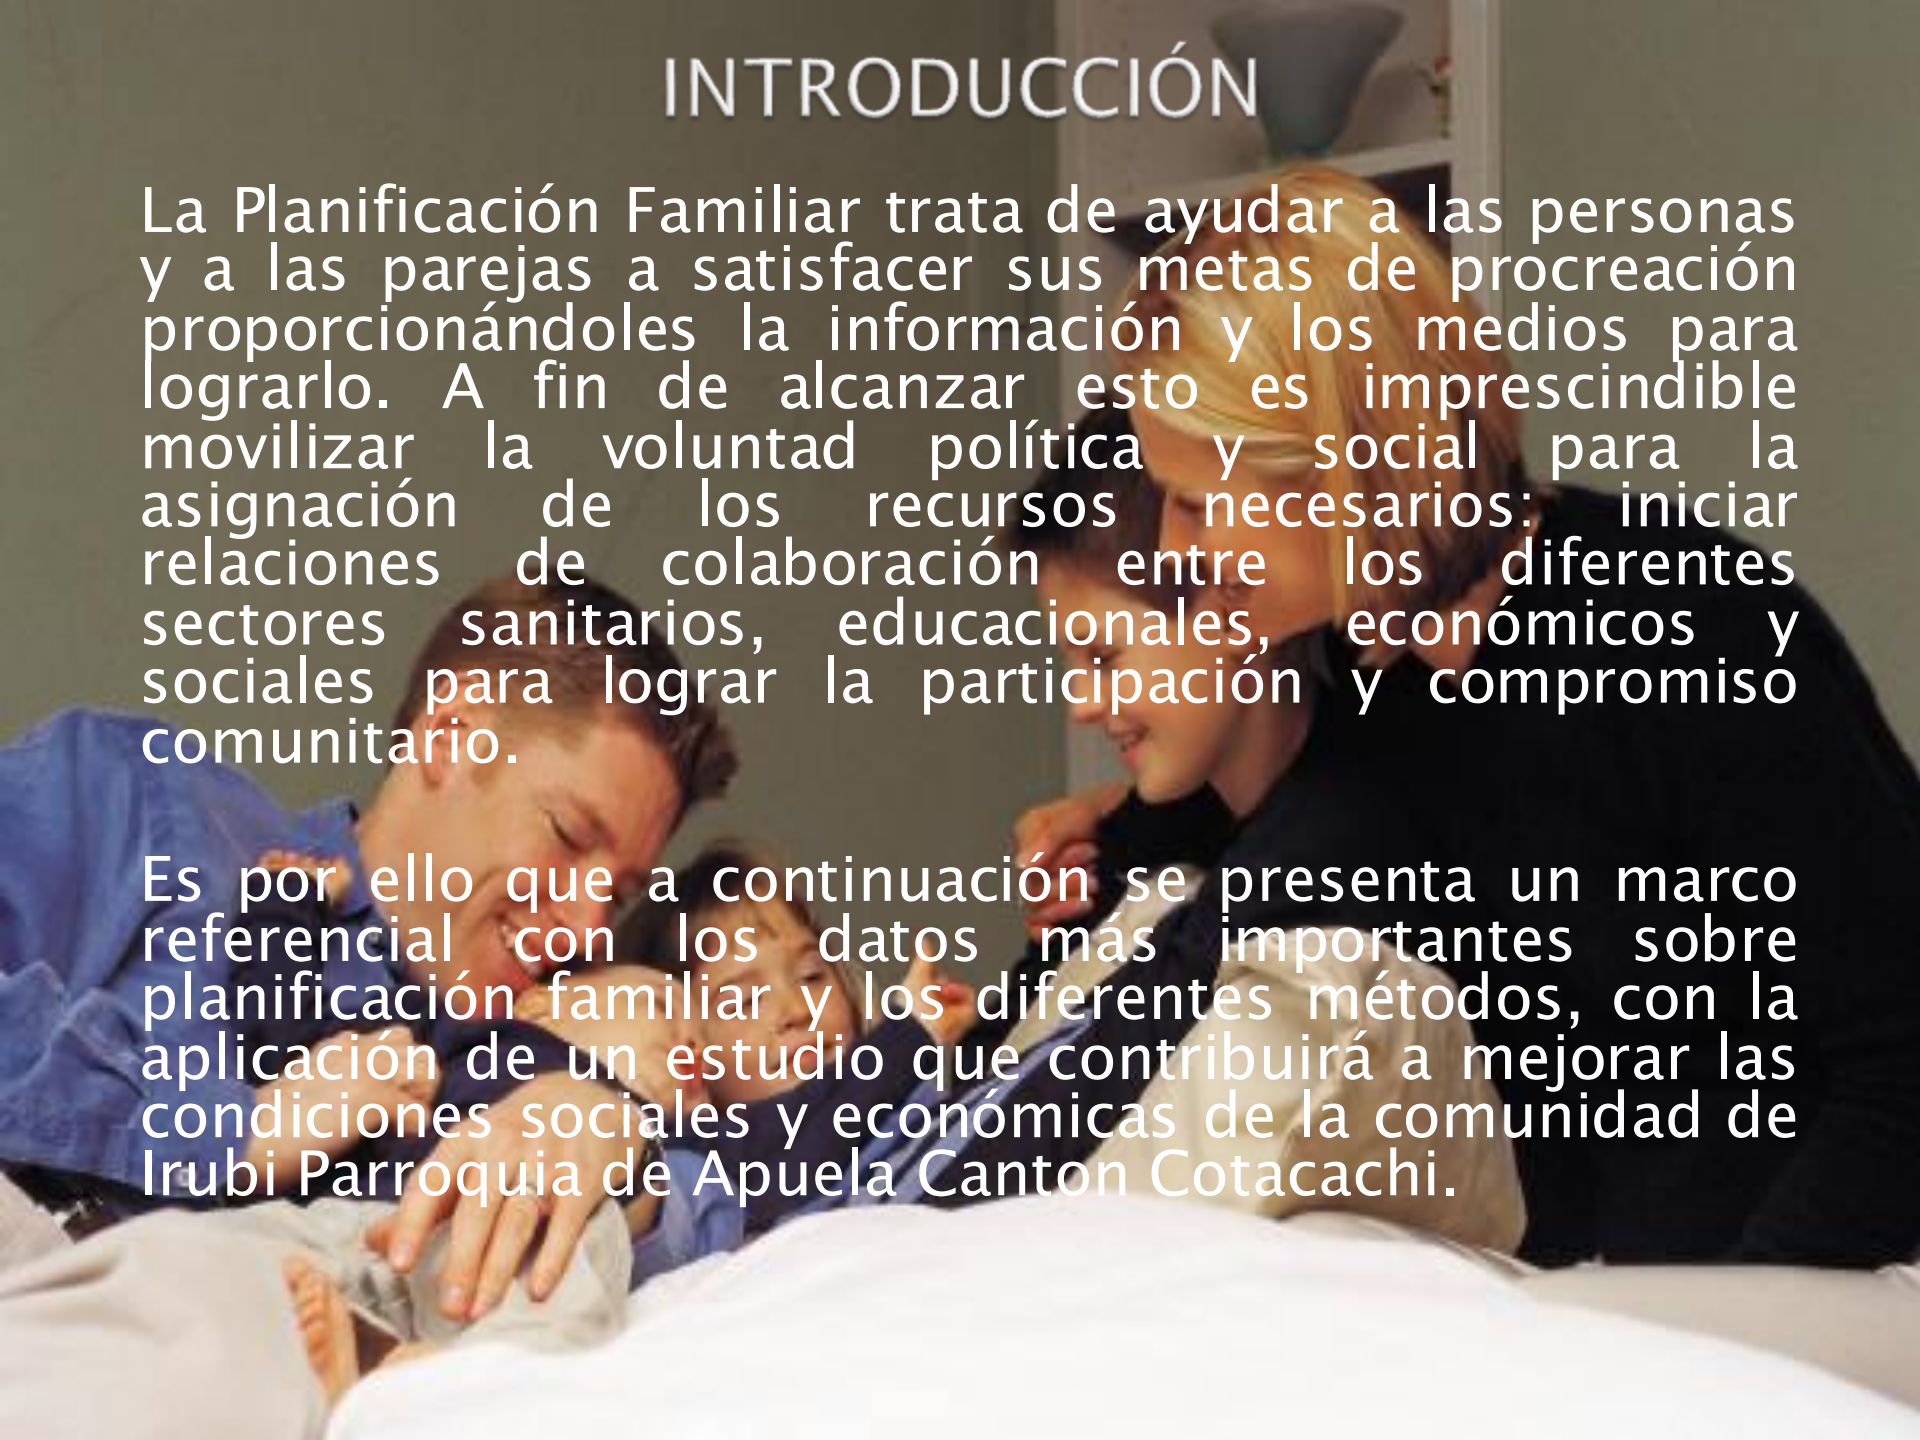 INTRODUCCIÓN
La Planificación Familiar trata de ayudar a las personas
y a las parejas a satisfacer sus metas de procreación
proporcionándoles la información y los medios para
lograrlo. A fin de alcanzar esto es imprescindible
movilizar la voluntad política y social para la
asignación de los recursos necesarios: iniciar
relaciones de colaboración entre los diferentes
sectores sanitarios, educacionales, económicos y
sociales para lograr la participación y compromiso
comunitario.
Es por ello que a continuación se presenta un marco
referencial con los datos más importantes sobre
planificación familiar y los diferentes métodos, con la
aplicación de un estudio que contribuirá a mejorar las
condiciones sociales y económicas de la comunidad de
Irubi Parroquia de Apuela Canton Cotacachi.